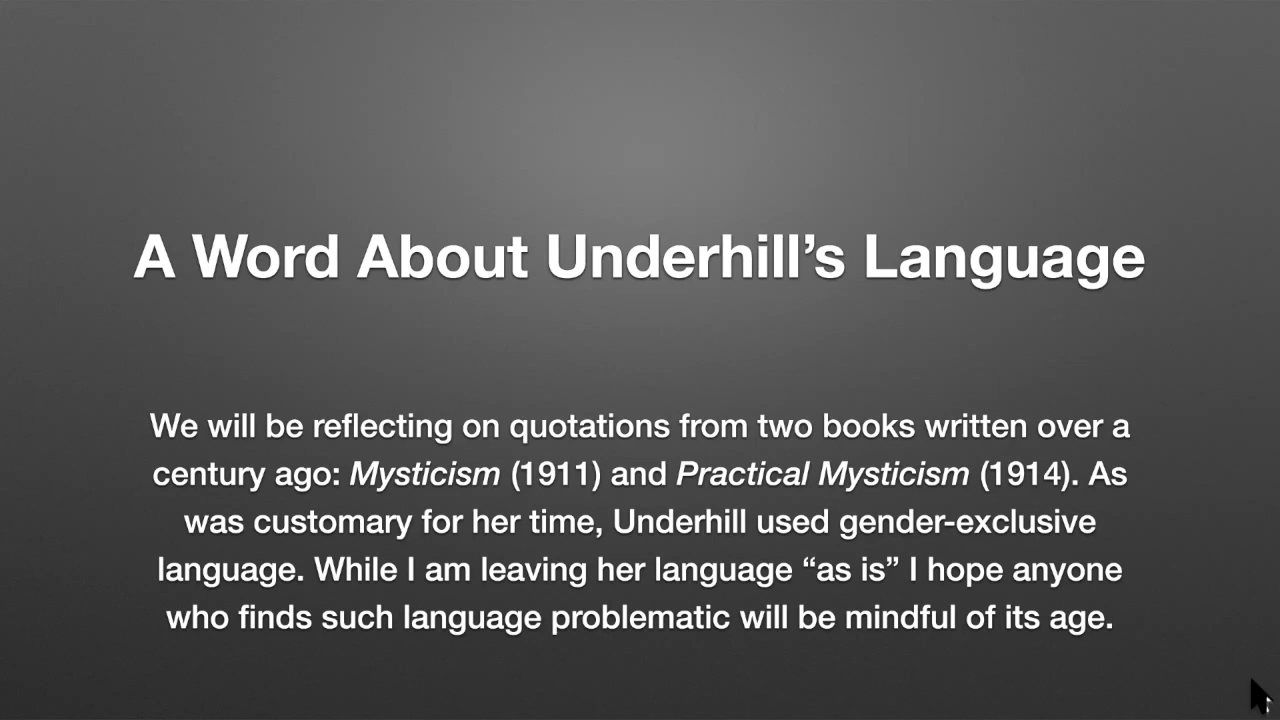 A Word About Underhill’s Language
We will be reflecting on quotations from two books written over a
century ago: Mysticism (1911) and Practical Mysticism (1914). As
was customary for her time, Underhill used gender-exclusive
language. While I am leaving her language “as is” I hope anyone
who finds such language problematic will be mindful of its age.